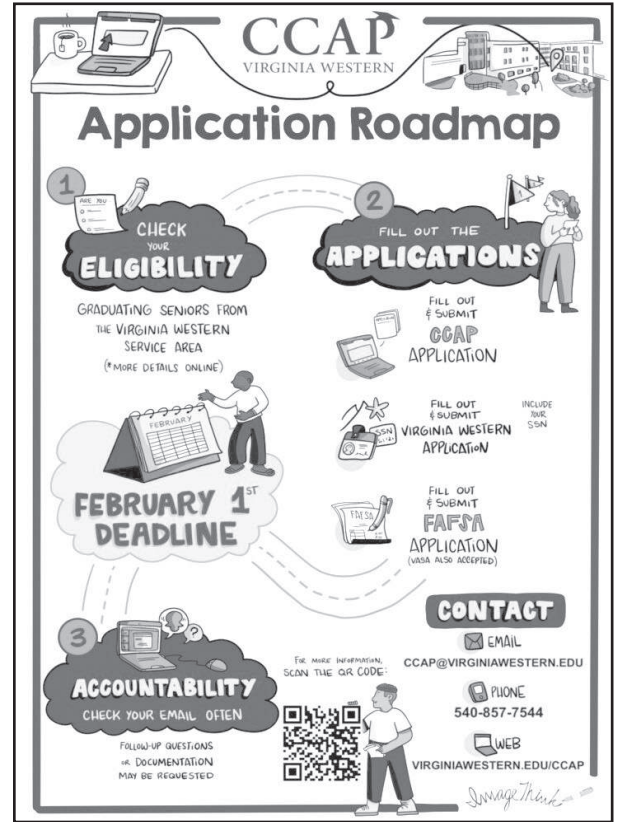 CCAP
VIRGINIA WESTERN
Application Roadmap
1
ARE YOU
CHECK
YOUR
ELIGIBILITY
GRADUATING SENIORS FROM
THE VIRGINIA WESTERN
SERVICE AREA
(*MORE DETAILS ONLINE)
FEBRUARY
FEBRUARY 1ST
DEADLINE
2
FILL OUT THE
APPLICATIONS
FILL OUT
& SUBMIT
CCAP
APPLICATION
FILL OUT
& SUBMIT
VIRGINIA WESTERN
APPLICATION
INCLUDE
YOUR
SSN
SSN
FILL OUT
& SUBMIT
FAFSA
APPLICATION
(VASA ALSO ACCEPTED)
FAFSA
3
ACCOUNTABILITY
CHECK YOUR EMAIL OFTEN
FOLLOW-UP QUESTIONS
OR DOCUMENTATION
MAY BE REQUESTED
FOR MORE INFORMATION,
SCAN THE QR CODE:
CONTACT
EMAIL
CCAP@VIRGINIAWESTERN.EDU
PHONE
540-857-7544
WEB
VIRGINIAWESTERN.EDU/CCAP
ImageThink